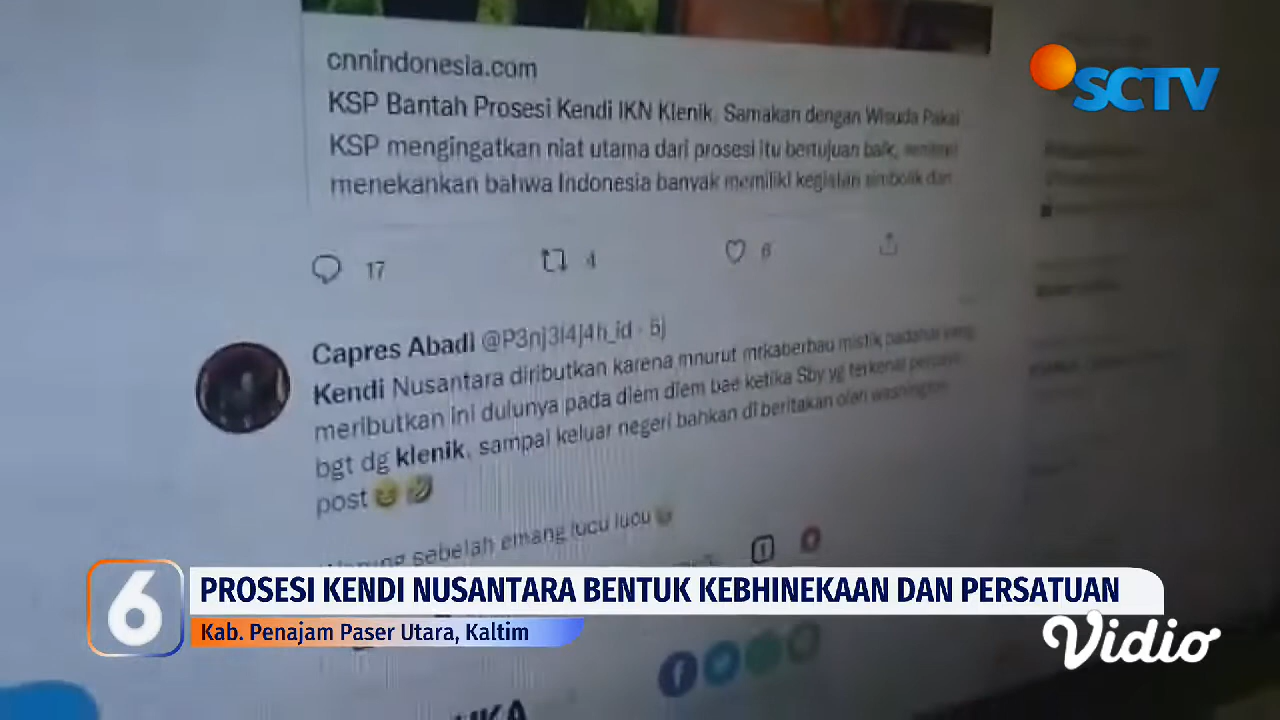 cnnindonesia.com
KSP Bantah Prosesi Kendi IKN Klenik, Samakan dengan Wisuda Pakai
KSP mengingatkan niat utama dari prosesi itu bertujuan baik,
menekankan bahwa Indonesia banyak memiliki kegiatan simbolik dan
SCTV
17 4 6
Capres Abadi @P3nj3l4j4h_id · 5j
Kendi Nusantara diributkan karena mnurut mrkaberbau mistik padahal yang
meributkan ini dulunya pada diem diem bae ketika Sby yg terkenal percaya
bgt dg klenik, sampai keluar negeri bahkan di beritakan olah washington
post
sebelah emang lucu lucu
6
PROSESI KENDI NUSANTARA BENTUK KEBHINEKAAN DAN PERSATUAN
Kab. Penajam Paser Utara, Kaltim
Vidio